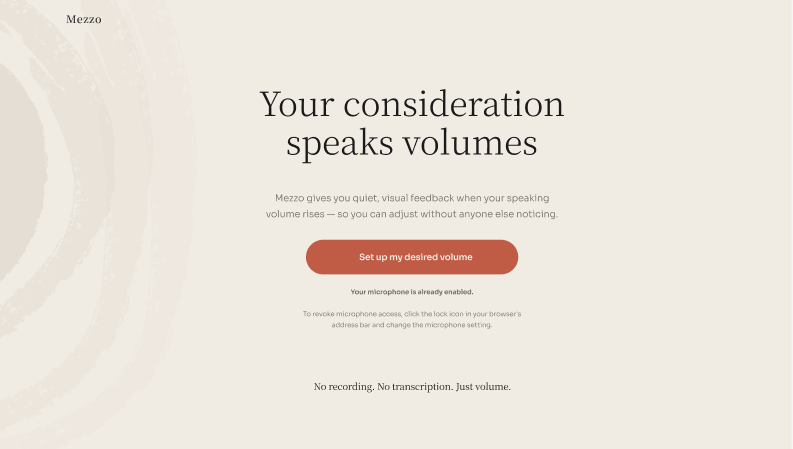 Mezzo
Your consideration
speaks volumes
Mezzo gives you quiet, visual feedback when your speaking
volume rises — so you can adjust without anyone else noticing.
Set up my desired volume
Your microphone is already enabled.
To revoke microphone access, click the lock icon in your browser's
address bar and change the microphone setting.
No recording. No transcription. Just volume.